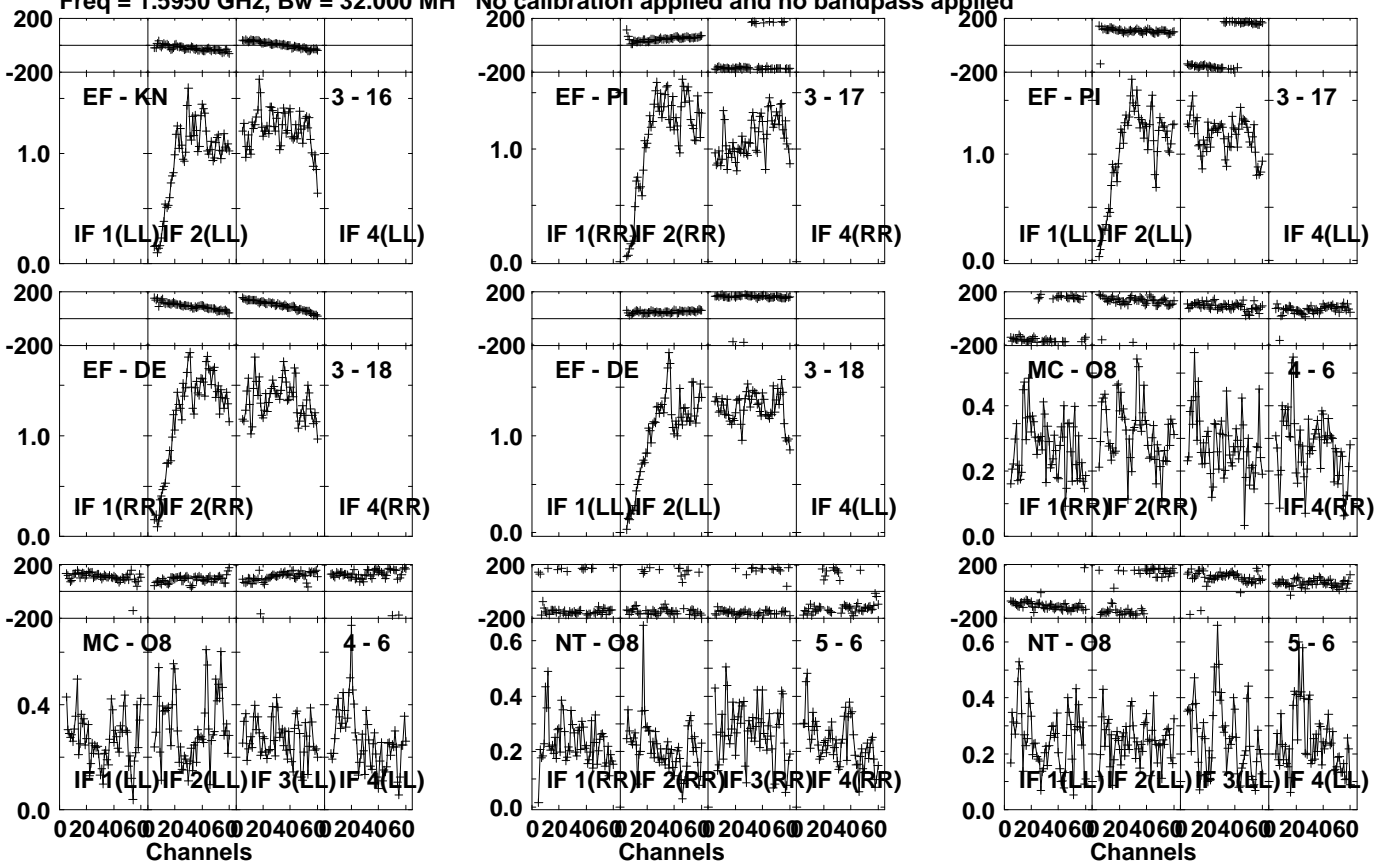 Freq = 1.5950 GHz, Bw = 32.000 MH No calibration applied and no bandpass applied
200
-200
EF - KN 3 - 16
1.0
IF 1(LL) IF 2(LL) IF 4(LL)
0.0
200
-200
EF - PI 3 - 17
1.0
IF 1(RR) IF 2(RR) IF 4(RR)
0.0
200
-200
EF - PI 3 - 17
1.0
IF 1(LL) IF 2(LL) IF 4(LL)
0.0
200
-200
EF - DE 3 - 18
1.0
IF 1(RR) IF 2(RR) IF 4(RR)
0.0
200
-200
EF - DE 3 - 18
1.0
IF 1(LL) IF 2(LL) IF 4(LL)
0.0
200
-200
MC - O8 4 - 6
0.4
0.2
IF 1(RR) IF 2(RR) IF 4(RR)
0.0
200
-200
MC - O8 4 - 6
0.4
IF 1(LL) IF 2(LL) IF 3(LL) IF 4(LL)
0.0
0 20 40 60 0 20 40 60 0 20 40 60 0 20 40 60
Channels
200
-200
0.6
NT - O8 5 - 6
0.4
0.2
IF 1(RR) IF 2(RR) IF 3(RR) IF 4(RR)
0.0
0 20 40 60 0 20 40 60 0 20 40 60 0 20 40 60
Channels
200
-200
0.6
NT - O8 5 - 6
0.4
0.2
IF 1(LL) IF 2(LL) IF 3(LL) IF 4(LL)
0.0
0 20 40 60 0 20 40 60 0 20 40 60 0 20 40 60
Channels